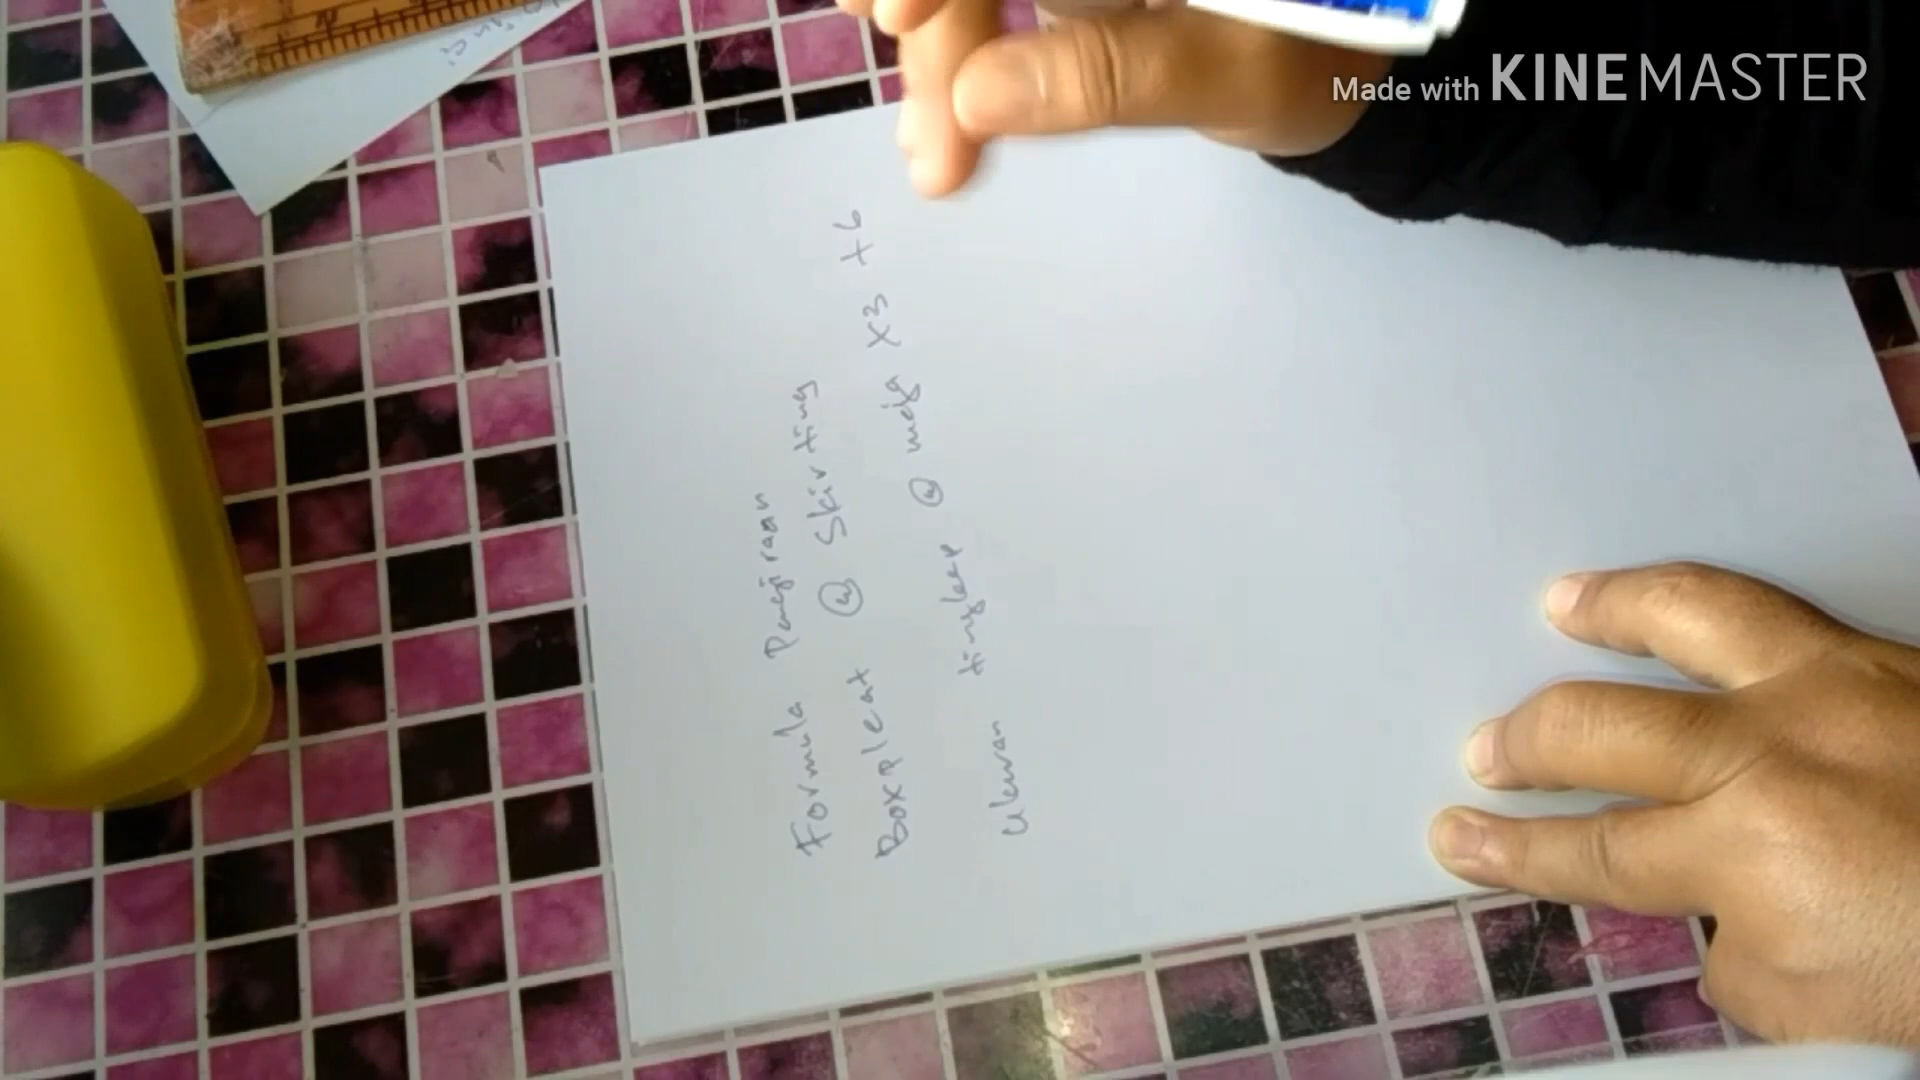 Made with KINEMASTER
Formula Pengiraan
Boxpleat @ Skirting
Ukuran tingkap @ meja x3 + 6